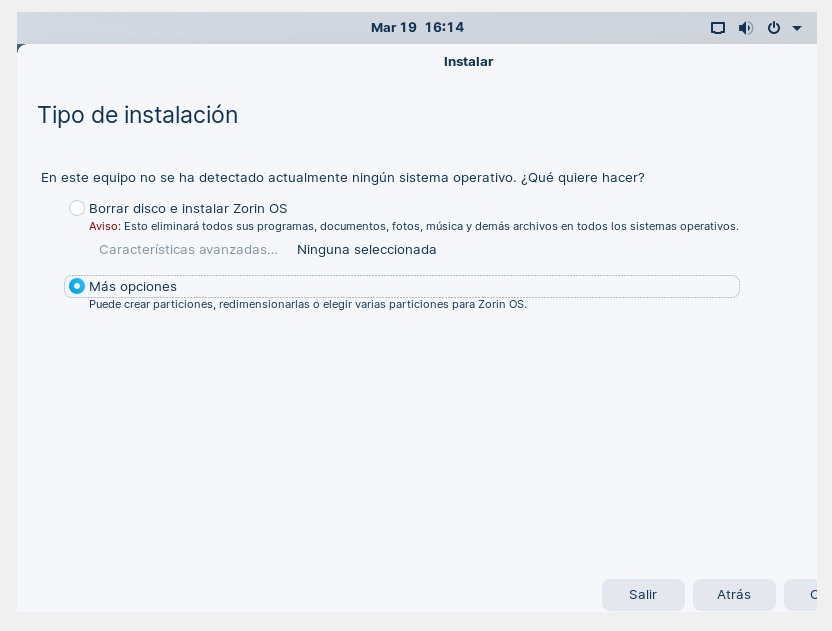 Mar 19 16:14
Instalar
Tipo de instalación
En este equipo no se ha detectado actualmente ningún sistema operativo. ¿Qué quiere hacer?
Borrar disco e instalar Zorin OS
Aviso: Esto eliminará todos sus programas, documentos, fotos, música y demás archivos en todos los sistemas operativos.
Características avanzadas... Ninguna seleccionada
Más opciones
Puede crear particiones, redimensionarlas o elegir varias particiones para Zorin OS.
Salir Atrás